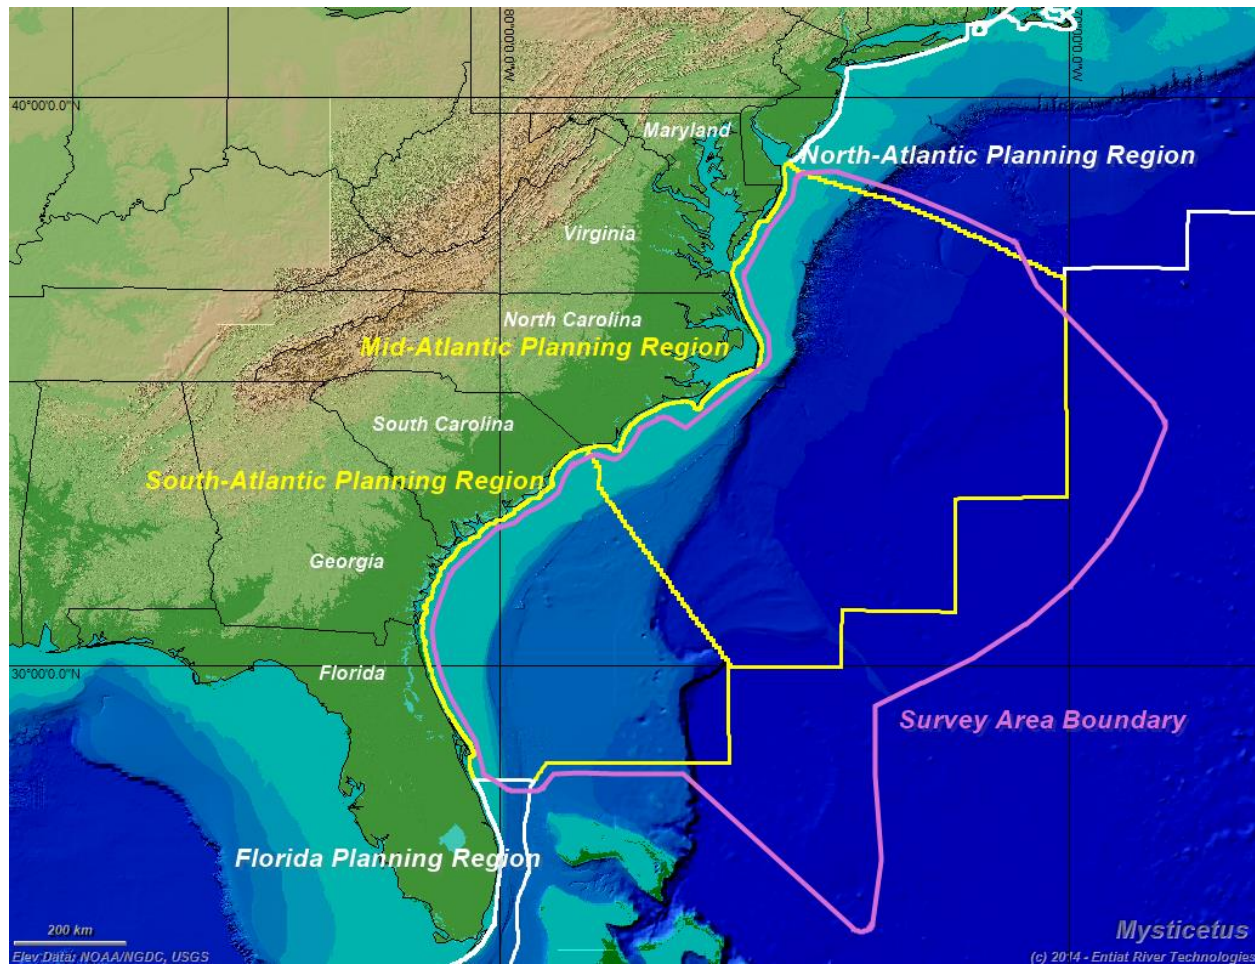 80°00'0.0"W
70°00'0.0"W
40°00'0.0"N
Maryland
North-Atlantic Planning Region
Virginia
North Carolina
Mid-Atlantic Planning Region
South Carolina
South-Atlantic Planning Region
Georgia
30°00'0.0"N
Florida
Survey Area Boundary
Florida Planning Region
200 km
Mysticetus
Elev Data: NOAA/NGDC, USGS
(c) 2014 - Entiat River Technologies